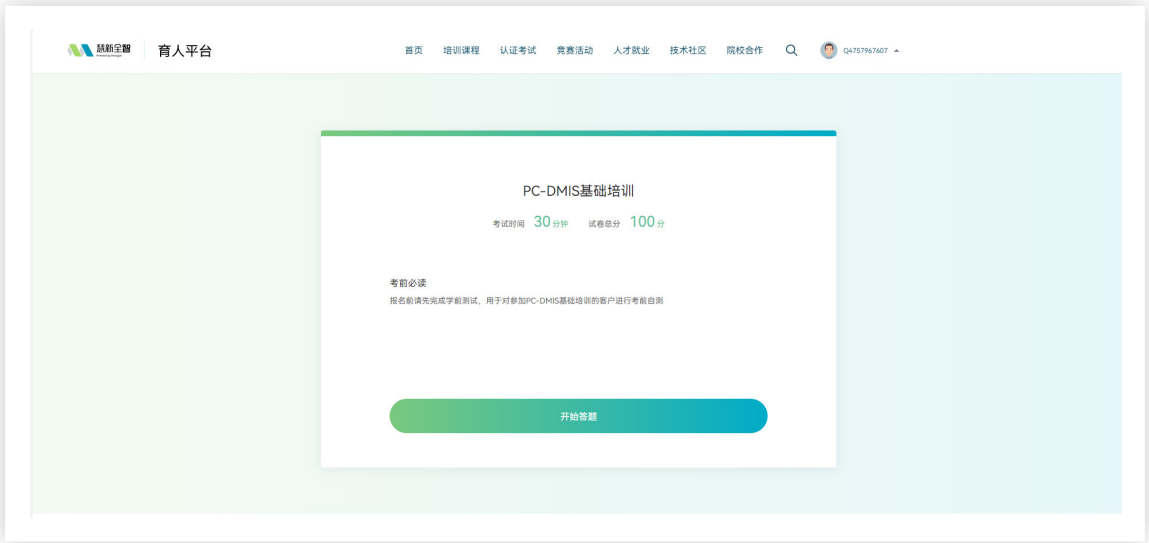 慧新全智 育人平台 首页 培训课程 认证考试 竞赛活动 人才就业 技术社区 院校合作 Q4757967607
PC-DMIS基础培训
考试时间 30分钟 试卷总分 100分
考前必读
报名前请先完成学前测试，用于对参加PC-DMIS基础培训的客户进行考前自测
开始答题